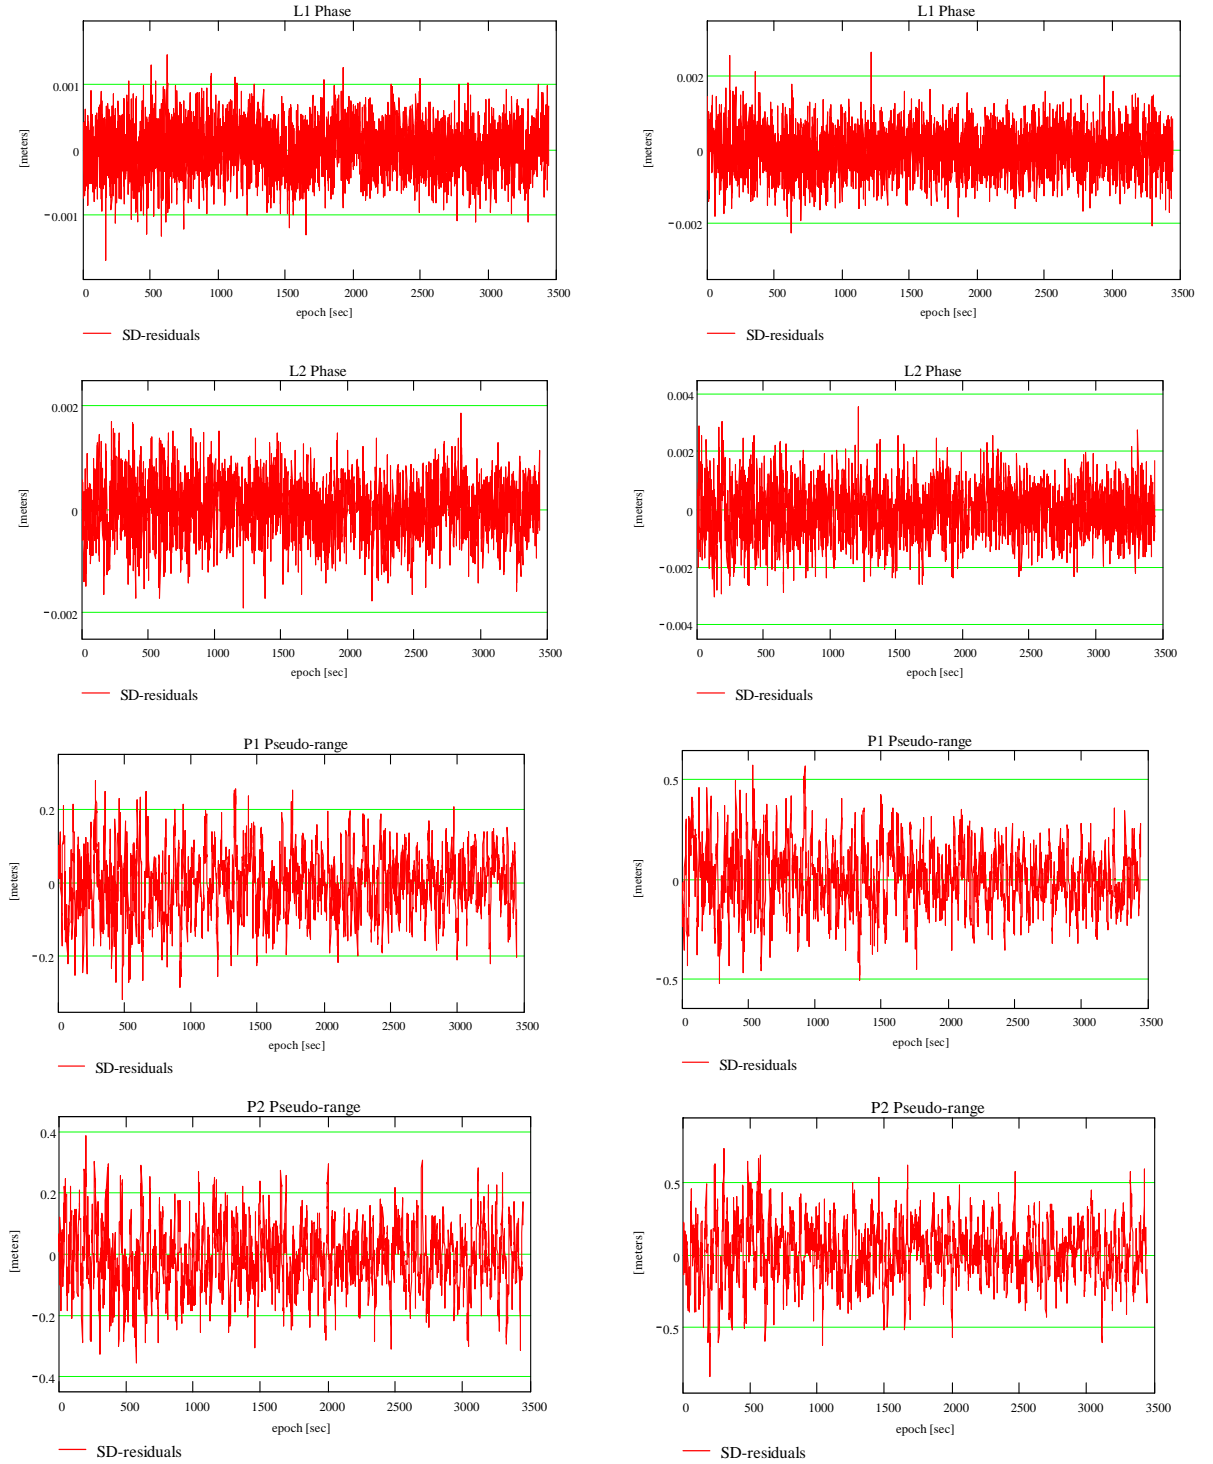 L1 Phase
0.001
0
-0.001
[meters]
0 500 1000 1500 2000 2500 3000 3500
epoch [sec]
SD-residuals
L1 Phase
0.002
0
-0.002
[meters]
0 500 1000 1500 2000 2500 3000 3500
epoch [sec]
SD-residuals
L2 Phase
0.002
0
-0.002
[meters]
0 500 1000 1500 2000 2500 3000 3500
epoch [sec]
SD-residuals
L2 Phase
0.004
0.002
0
-0.002
-0.004
[meters]
0 500 1000 1500 2000 2500 3000 3500
epoch [sec]
SD-residuals
P1 Pseudo-range
0.2
0
-0.2
[meters]
0 500 1000 1500 2000 2500 3000 3500
epoch [sec]
SD-residuals
P1 Pseudo-range
0.5
0
-0.5
[meters]
0 500 1000 1500 2000 2500 3000 3500
epoch [sec]
SD-residuals
P2 Pseudo-range
0.4
0.2
0
-0.2
-0.4
[meters]
0 500 1000 1500 2000 2500 3000 3500
epoch [sec]
SD-residuals
P2 Pseudo-range
0.5
0
-0.5
[meters]
0 500 1000 1500 2000 2500 3000 3500
epoch [sec]
SD-residuals